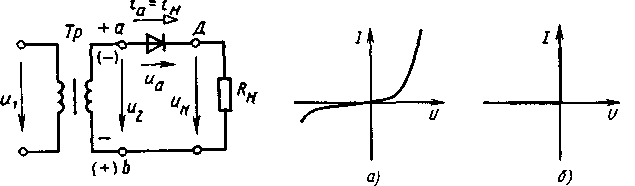 i_a = i_н
Тр
+ a
Д
(−)
u_a
u_1
u_2
u_н
R_н
−
(+) b
I
U
а)
I
U
б)